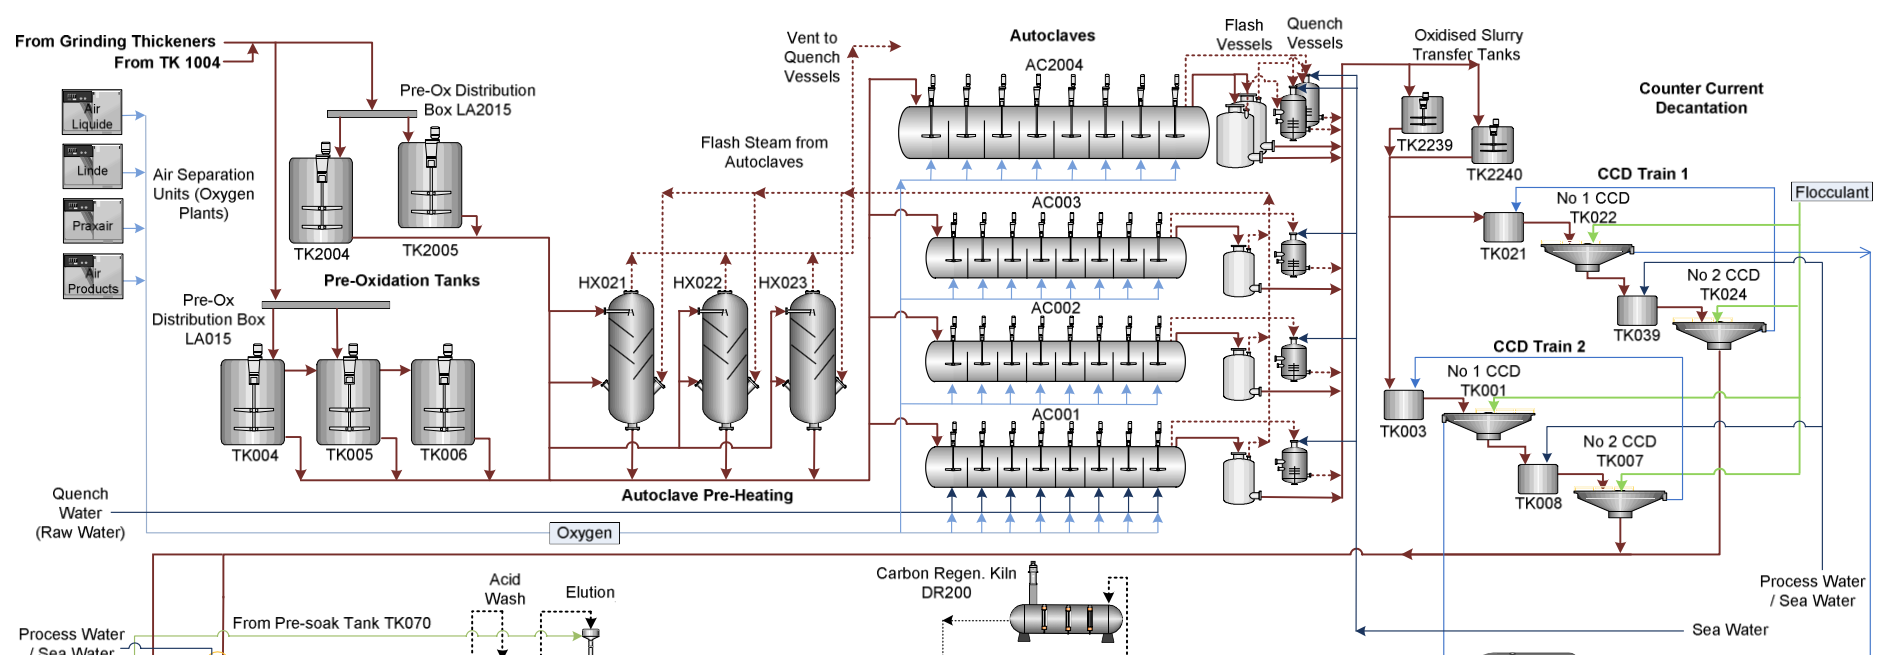 From Grinding Thickeners
From TK 1004
Air
Liquide
Linde
Praxair
Air
Products
Air Separation
Units (Oxygen
Plants)
Pre-Ox Distribution
Box LA2015
TK2004
TK2005
Pre-Oxidation Tanks
Pre-Ox
Distribution Box
LA015
TK004
TK005
TK006
Quench
Water
(Raw Water)
Oxygen
Vent to
Quench
Vessels
Flash Steam from
Autoclaves
HX021
HX022
HX023
Autoclave Pre-Heating
Autoclaves
AC2004
AC003
AC002
AC001
Flash
Vessels
Quench
Vessels
Oxidised Slurry
Transfer Tanks
TK2239
TK2240
Counter Current
Decantation
CCD Train 1
Flocculant
No 1 CCD
TK022
TK021
No 2 CCD
TK024
TK039
CCD Train 2
No 1 CCD
TK001
TK003
No 2 CCD
TK007
TK008
Process Water
/ Sea Water
Sea Water
Carbon Regen. Kiln
DR200
Acid
Wash
Elution
From Pre-soak Tank TK070
Process Water
/ Sea Water